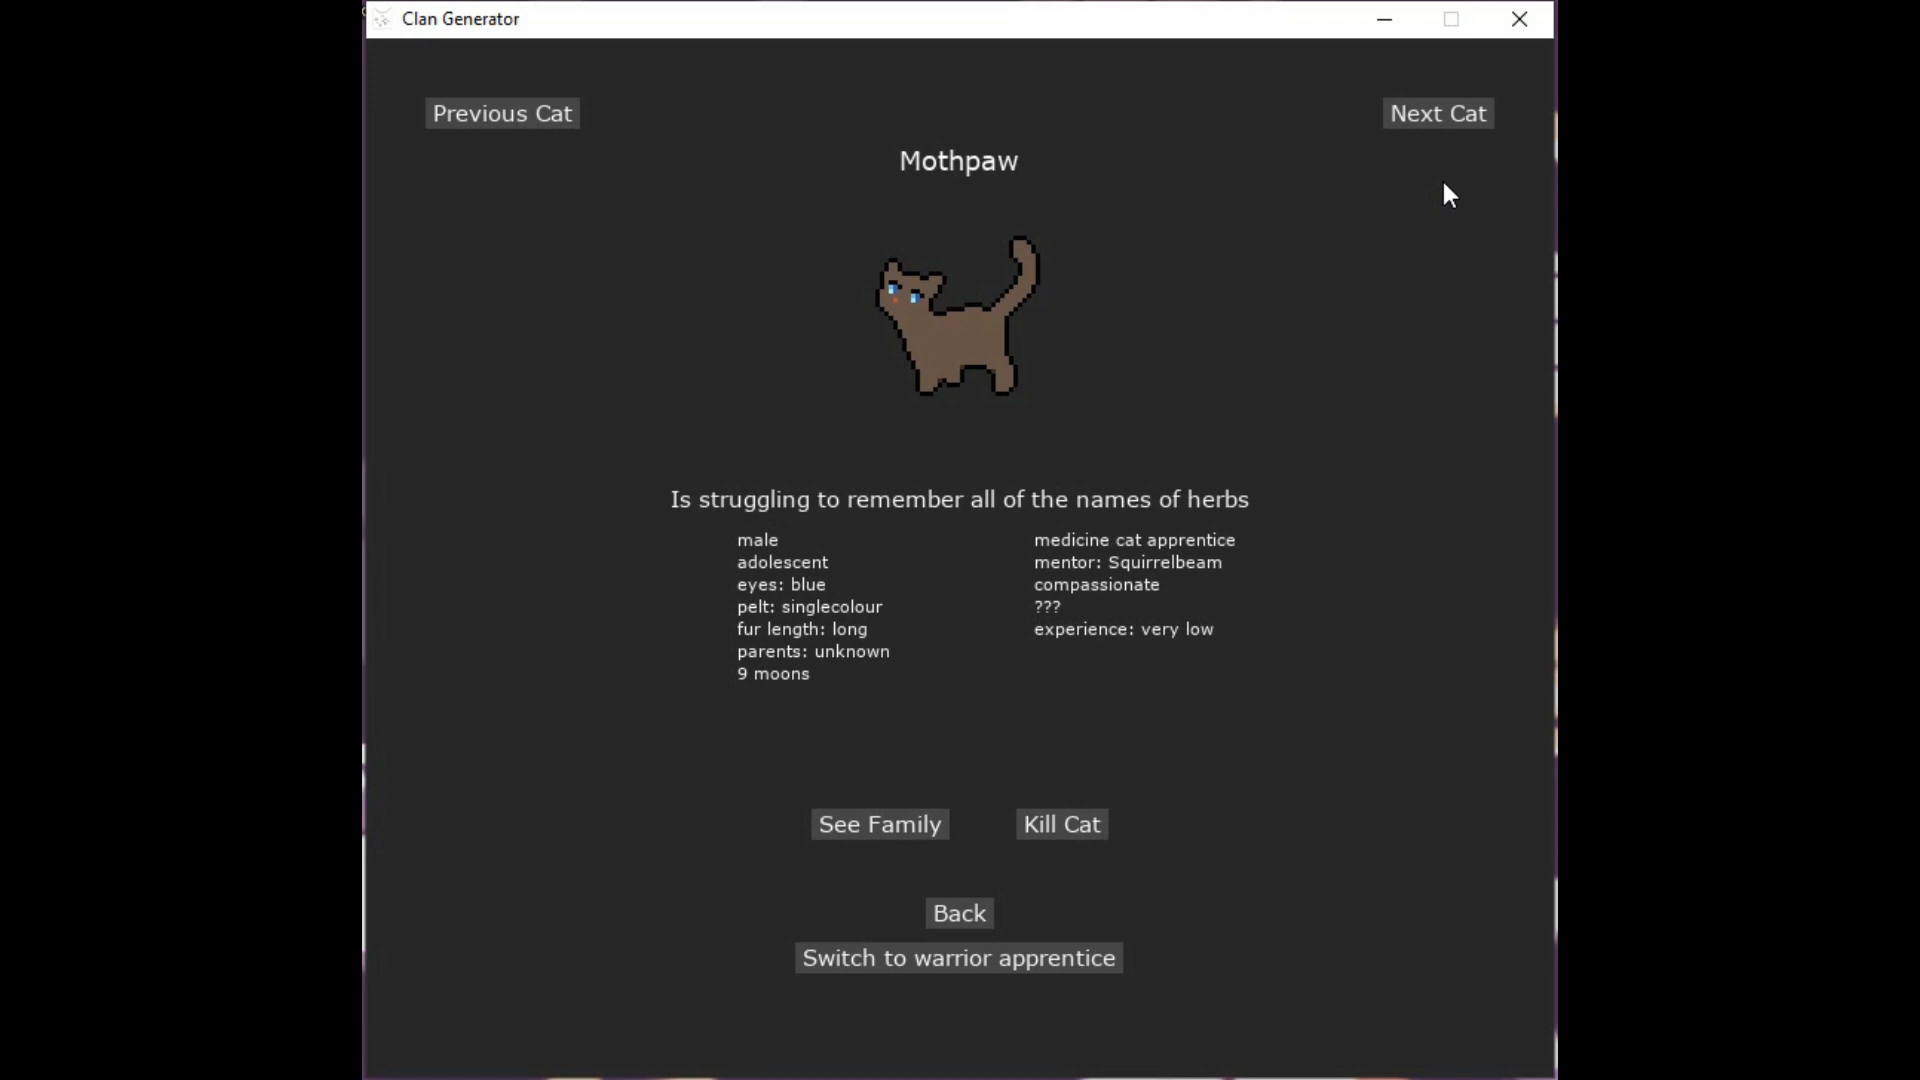 Clan Generator
Previous Cat
Next Cat
Mothpaw
Is struggling to remember all of the names of herbs
male
adolescent
eyes: blue
pelt: singlecolour
fur length: long
parents: unknown
9 moons
medicine cat apprentice
mentor: Squirrelbeam
compassionate
???
experience: very low
See Family
Kill Cat
Back
Switch to warrior apprentice